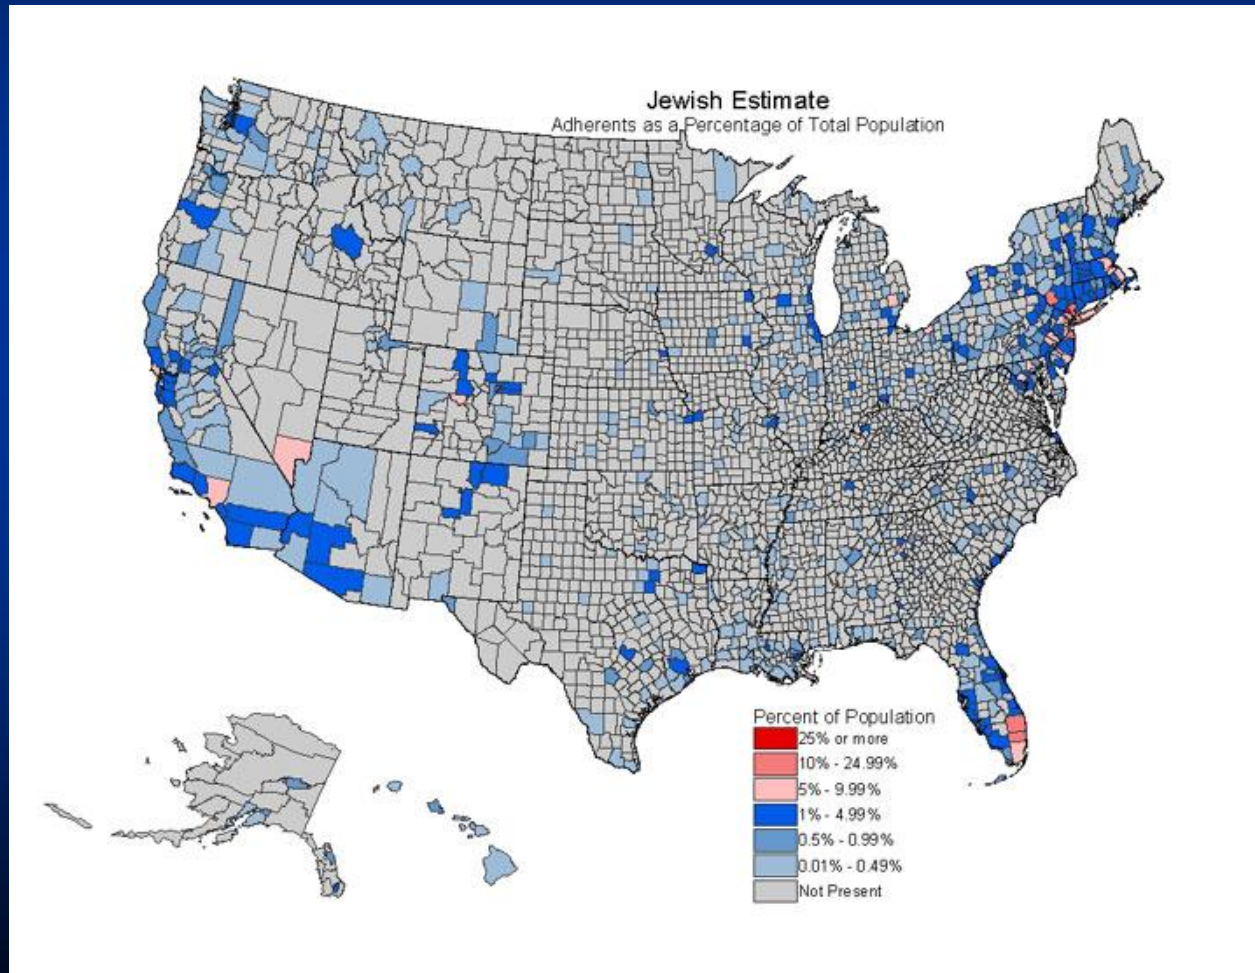 Jewish Estimate
Adherents as a Percentage of Total Population
Percent of Population
25% or more
10% - 24.99%
5% - 9.99%
1% - 4.99%
0.5% - 0.99%
0.01% - 0.49%
Not Present